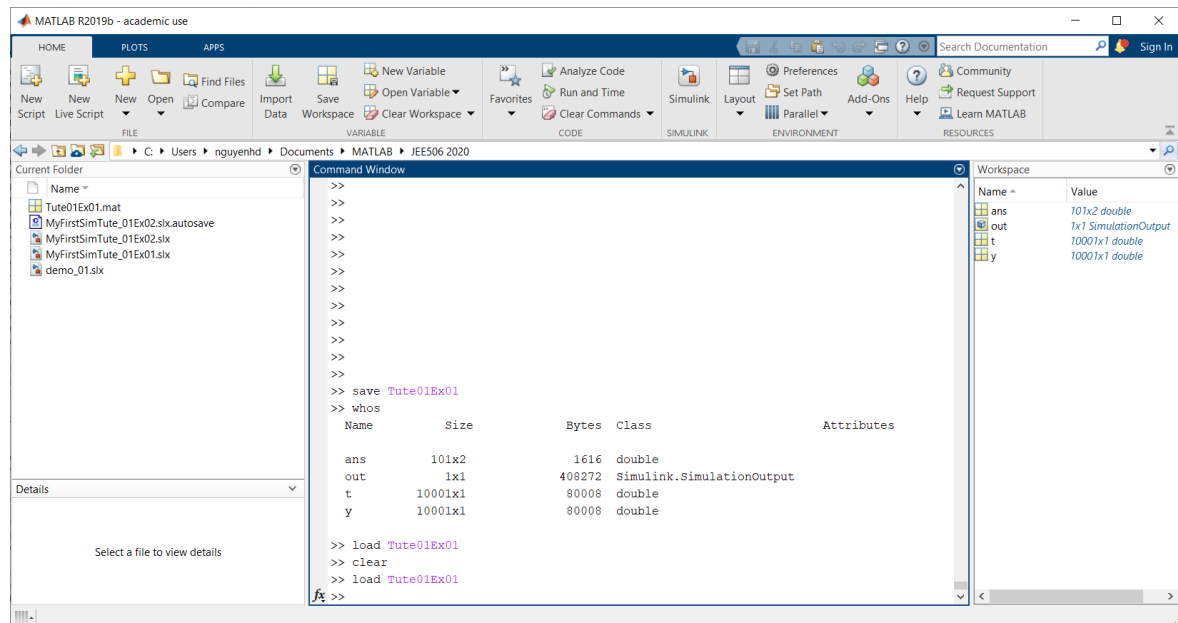 MATLAB R2019b - academic use
HOME PLOTS APPS
Search Documentation
Sign In
New Script
New Live Script
New
Open
Find Files
Compare
FILE
Import Data
Save Workspace
New Variable
Open Variable
Clear Workspace
VARIABLE
Favorites
Analyze Code
Run and Time
Clear Commands
CODE
Simulink
SIMULINK
Layout
Preferences
Set Path
Parallel
Add-Ons
ENVIRONMENT
Help
Community
Request Support
Learn MATLAB
RESOURCES
C: Users nguyenhd Documents MATLAB JEE506 2020
Current Folder
Name
Tute01Ex01.mat
MyFirstSimTute_01Ex02.slx.autosave
MyFirstSimTute_01Ex02.slx
MyFirstSimTute_01Ex01.slx
demo_01.slx
Details
Select a file to view details
Command Window
>>
>>
>>
>>
>>
>>
>>
>>
>>
>>
>>
>>
>> save Tute01Ex01
>> whos
Name Size Bytes Class Attributes
ans 101x2 1616 double
out 1x1 408272 Simulink.SimulationOutput
t 10001x1 80008 double
y 10001x1 80008 double
>> load Tute01Ex01
>> clear
>> load Tute01Ex01
fx >>
Workspace
Name Value
ans 101x2 double
out 1x1 SimulationOutput
t 10001x1 double
y 10001x1 double